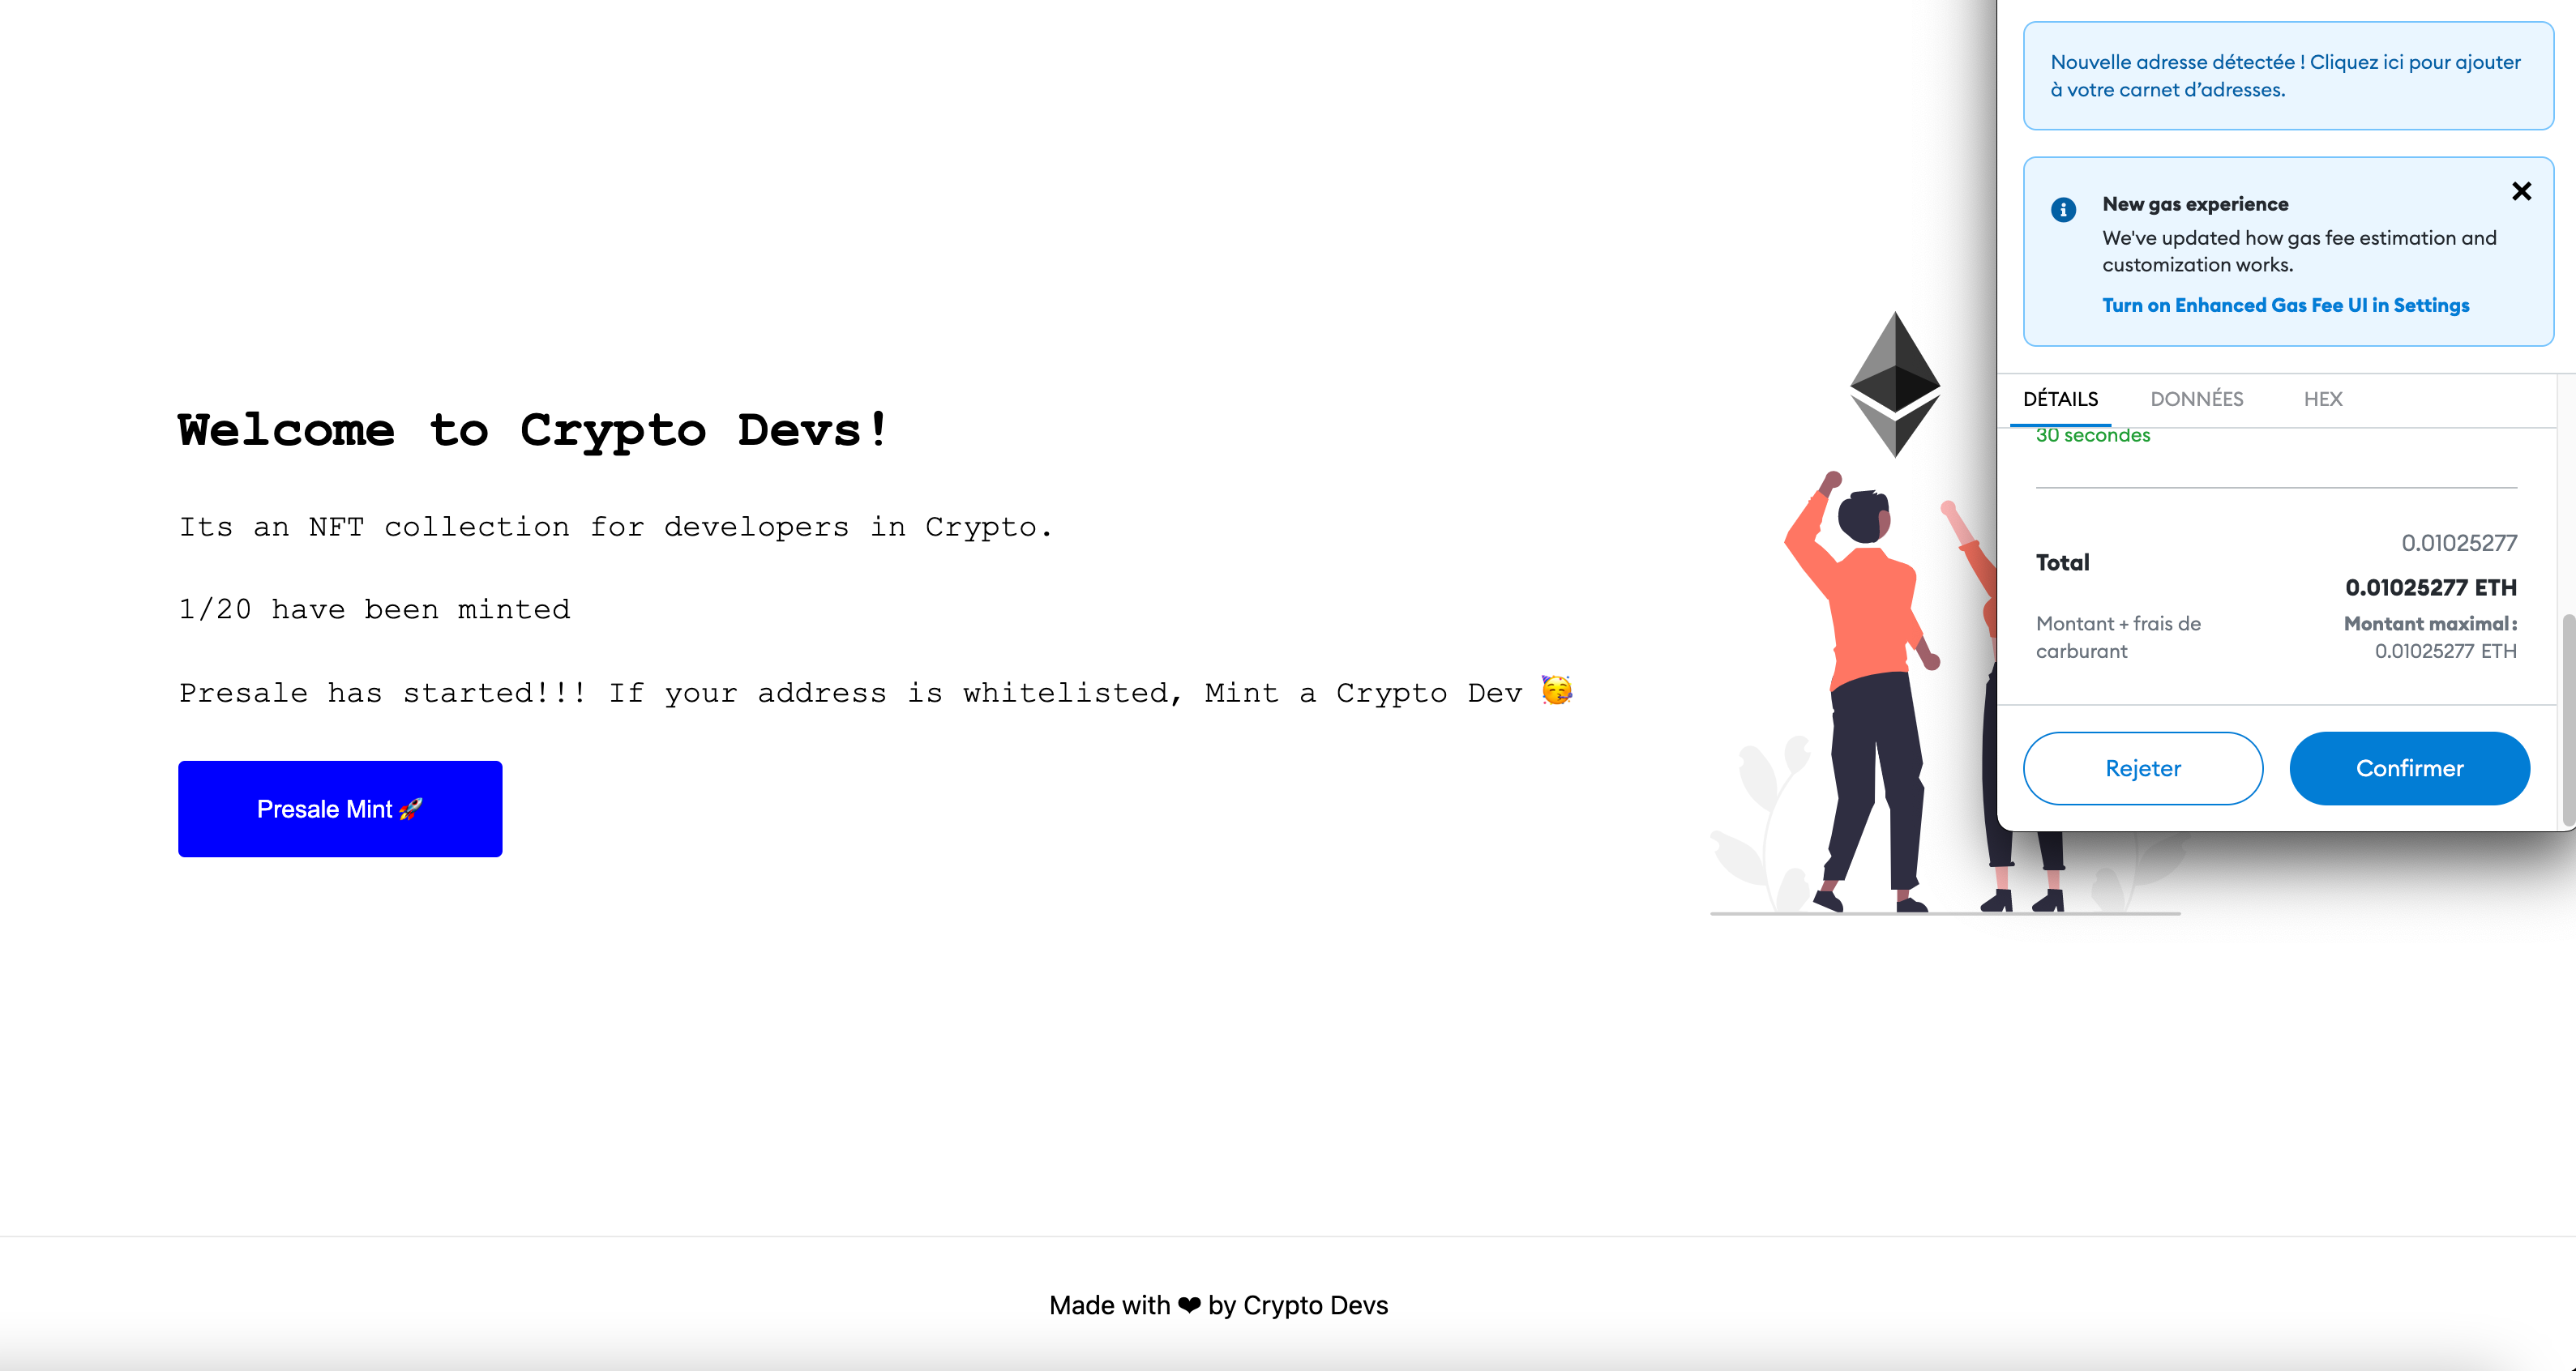 Welcome to Crypto Devs!
Its an NFT collection for developers in Crypto.
1/20 have been minted
Presale has started!!! If your address is whitelisted, Mint a Crypto Dev 🥳
Presale Mint 🚀
Nouvelle adresse détectée ! Cliquez ici pour ajouter
à votre carnet d’adresses.
New gas experience
We've updated how gas fee estimation and
customization works.
Turn on Enhanced Gas Fee UI in Settings
DÉTAILS DONNÉES HEX
30 secondes
0.01025277
Total
0.01025277 ETH
Montant + frais de
carburant
Montant maximal :
0.01025277 ETH
Rejeter Confirmer
Made with ❤ by Crypto Devs